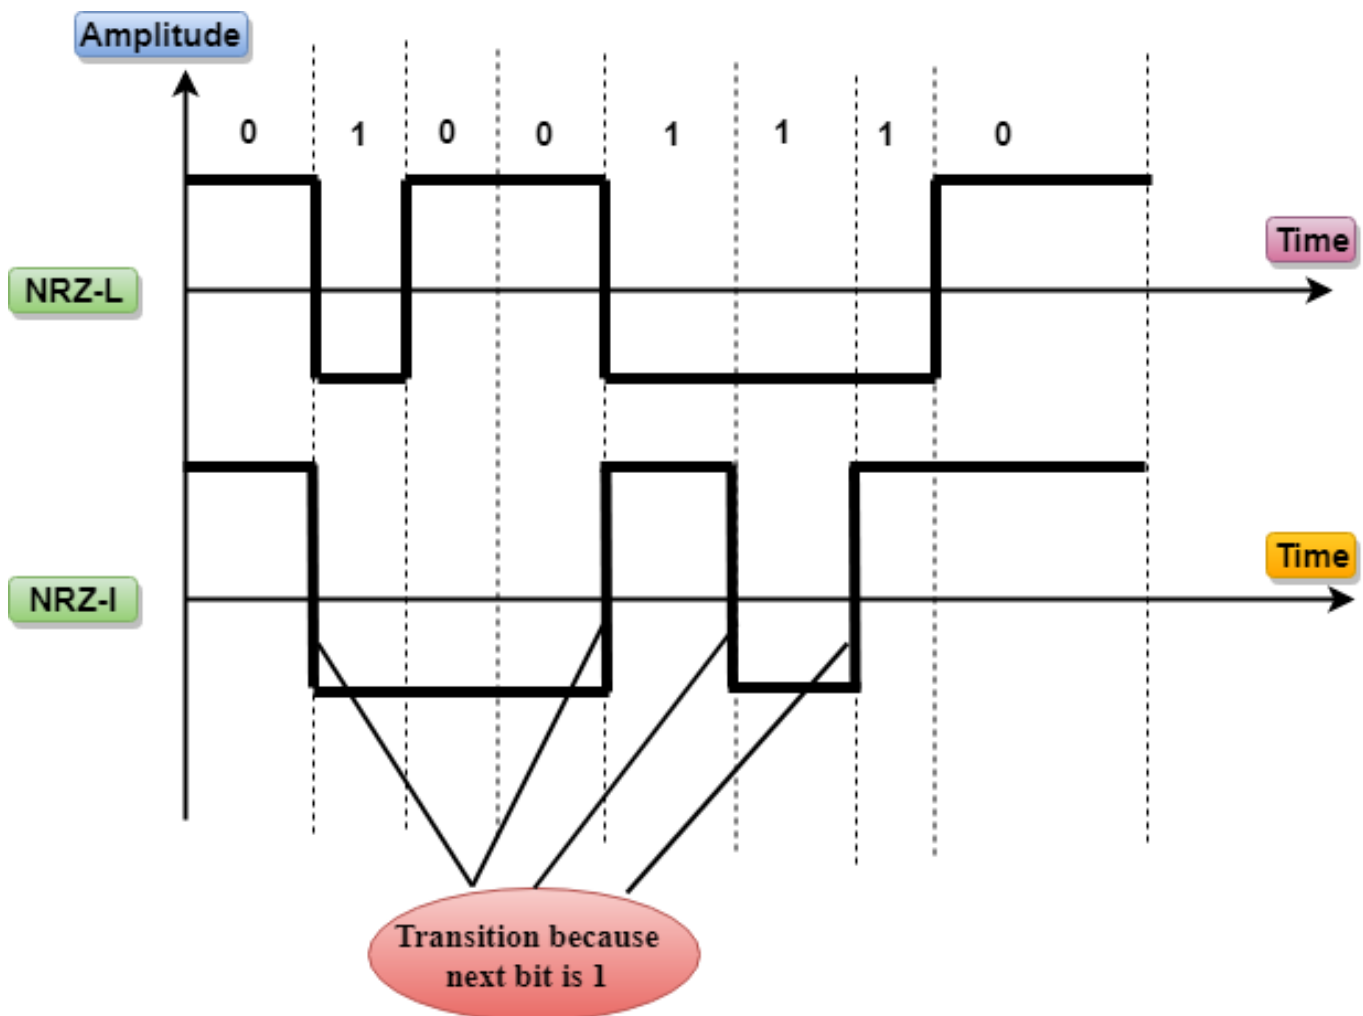 Amplitude
0 1 0 0 1 1 1 0
Time
NRZ-L
Time
NRZ-I
Transition because
next bit is 1